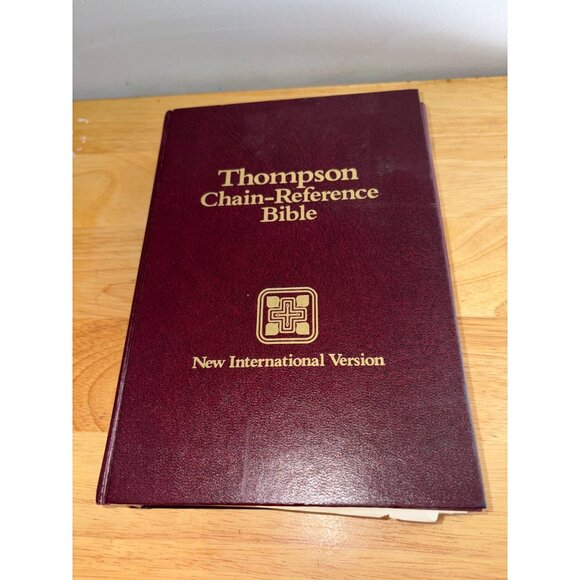 Thompson
Chain-Reference
Bible
New International Version